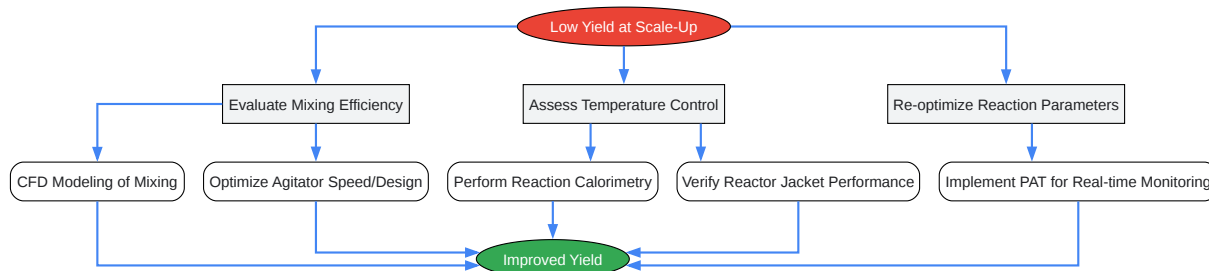 Low Yield at Scale-Up
Evaluate Mixing Efficiency
Assess Temperature Control
Re-optimize Reaction Parameters
CFD Modeling of Mixing
Optimize Agitator Speed/Design
Perform Reaction Calorimetry
Verify Reactor Jacket Performance
Implement PAT for Real-time Monitoring
Improved Yield